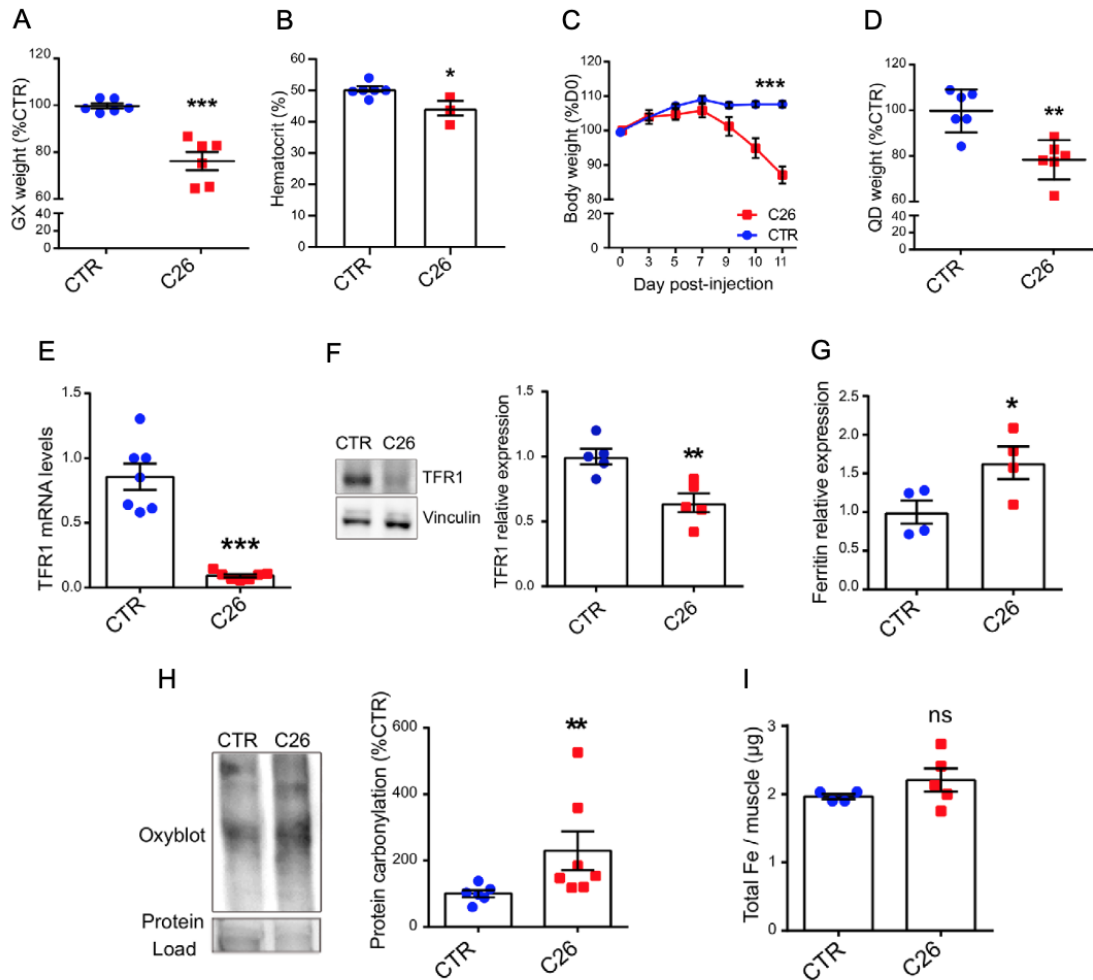 A
GX weight (%CTR)
120
100
80
60
40
20
0
***
CTR
C26
B
Hematocrit (%)
60
50
40
30
20
10
0
*
CTR
C26
C
Body weight (%D0)
120
110
100
90
80
20
0
***
C26
CTR
0 3 5 7 9 10 11
Day post-injection
D
QD weight (%CTR)
120
100
80
60
40
20
0
**
CTR
C26
E
TFR1 mRNA levels
1.5
1.0
0.5
0.0
***
CTR
C26
F
CTR C26
TFR1
Vinculin
TFR1 relative expression
1.5
1.0
0.5
0.0
**
CTR
C26
G
Ferritin relative expression
2.5
2.0
1.5
1.0
0.5
0.0
*
CTR
C26
H
CTR C26
Oxyblot
Protein
Load
Protein carbonylation (%CTR)
600
400
200
0
**
CTR
C26
I
Total Fe / muscle (µg)
3
2
1
0
ns
CTR
C26